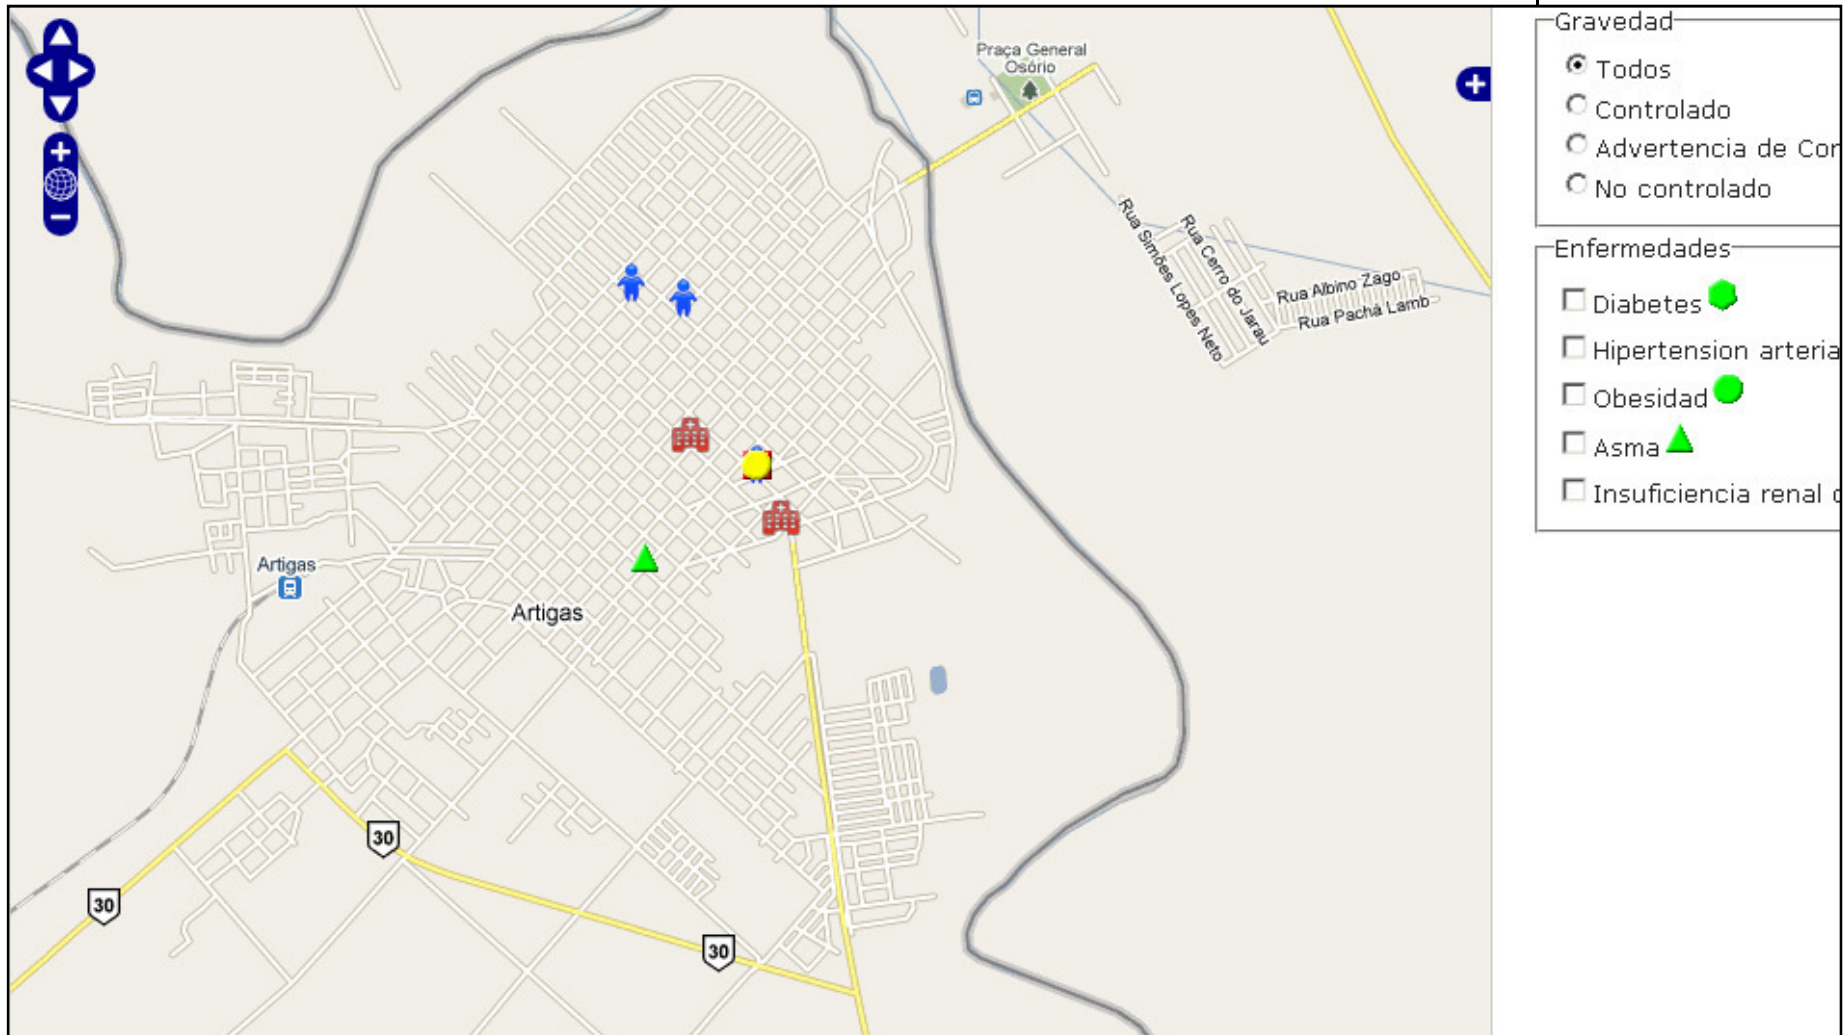 Praça General
Osório
Rua Simões Lopes Neto
Rua Cerro do Jarau
Rua Albino Zago
Rua Pachá Lamb
Artigas
Artigas
30
30
30
Gravedad
Todos
Controlado
Advertencia de Con
No controlado
Enfermedades
Diabetes
Hipertension arteria
Obesidad
Asma
Insuficiencia renal c